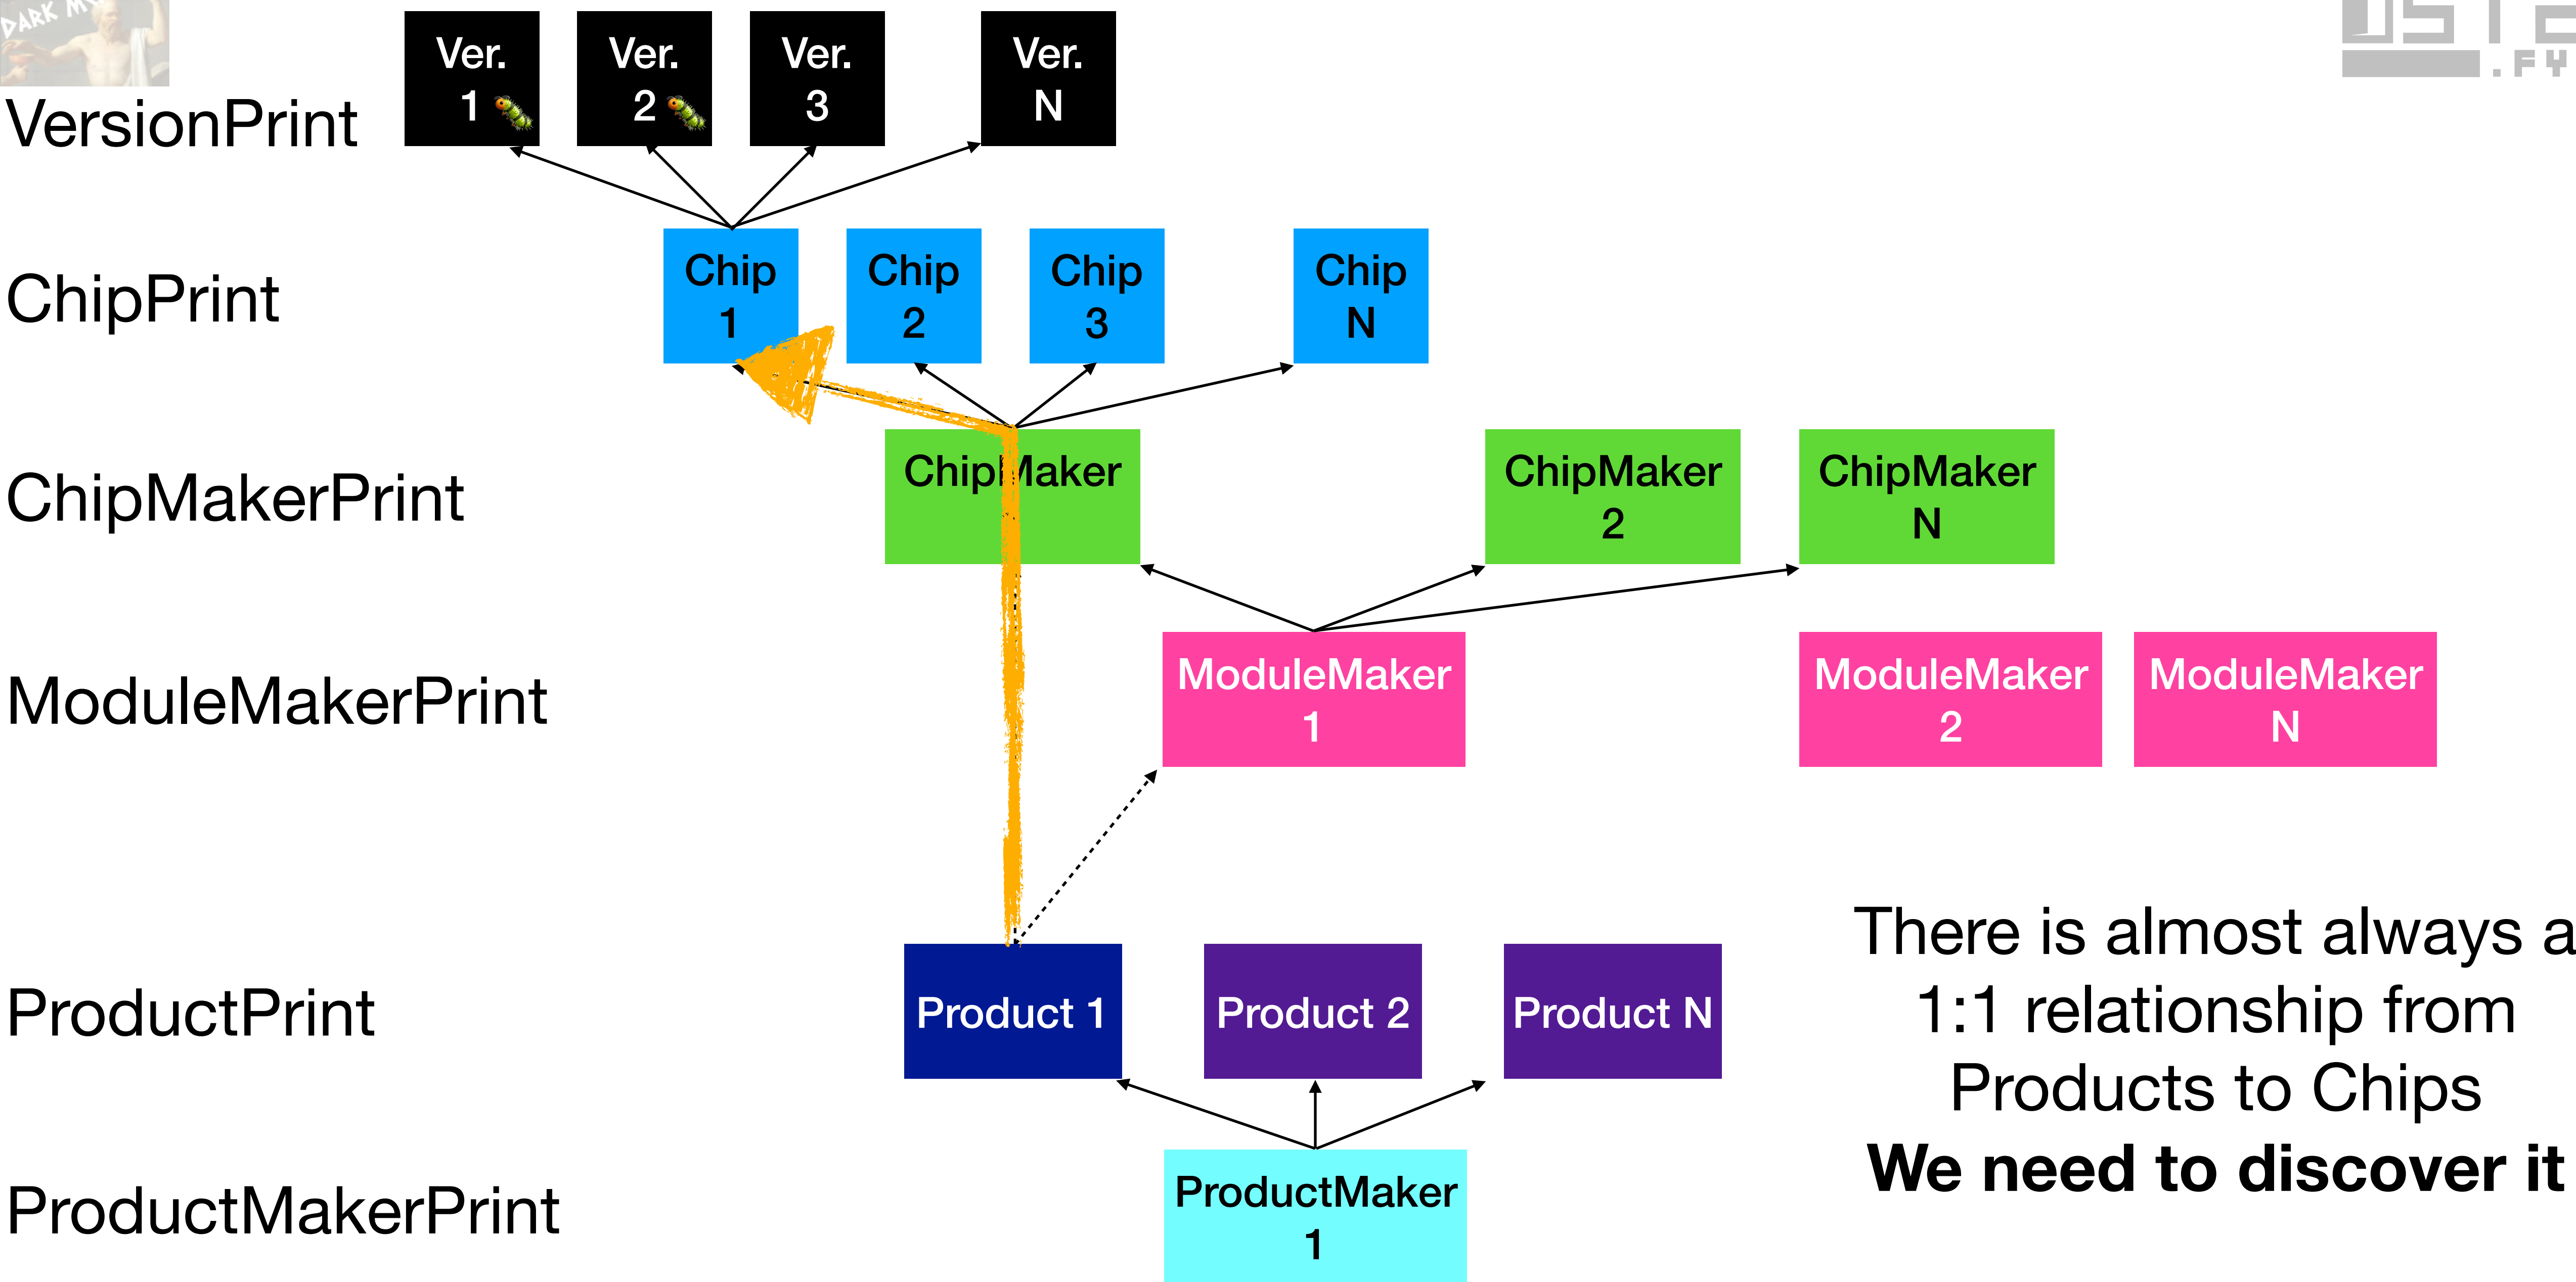 DARK M
VersionPrint
Ver.
1
Ver.
2
Ver.
3
Ver.
N
.FY
ChipPrint
Chip
1
Chip
2
Chip
3
Chip
N
ChipMakerPrint
ChipMaker
ChipMaker
2
ChipMaker
N
ModuleMakerPrint
ModuleMaker
1
ModuleMaker
2
ModuleMaker
N
ProductPrint
Product 1
Product 2
Product N
There is almost always a
1:1 relationship from
Products to Chips
We need to discover it
ProductMakerPrint
ProductMaker
1